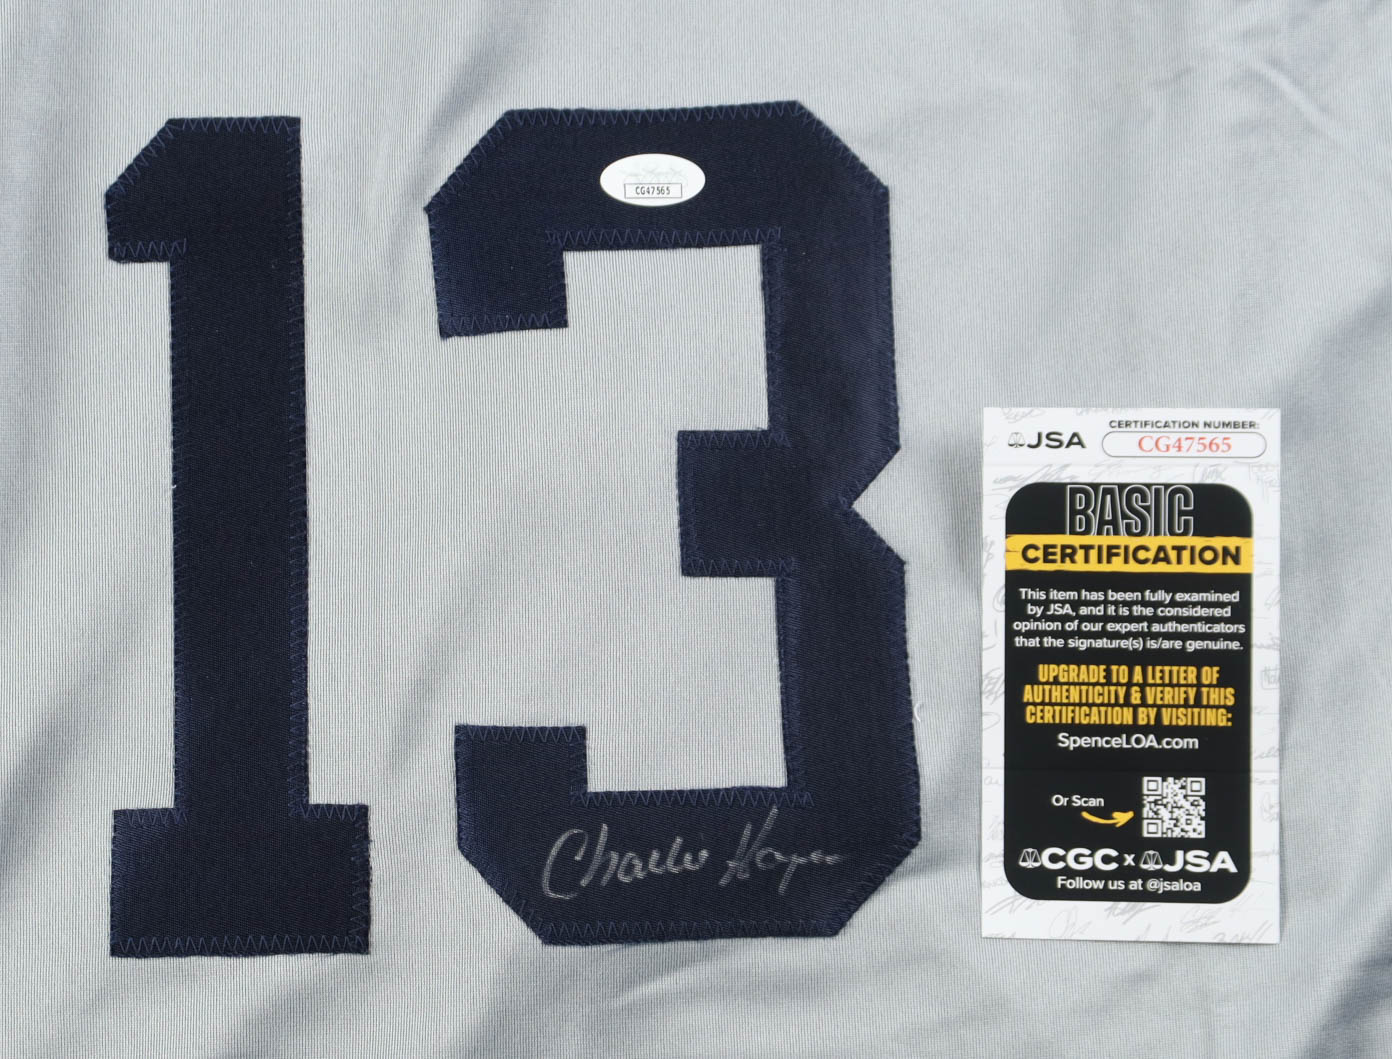 13
CG47565
Charlie Hayes
JSA
CERTIFICATION NUMBER:
CG47565
BASIC
CERTIFICATION
This item has been fully examined
by JSA, and it is the considered
opinion of our expert authenticators
that the signature(s) is/are genuine.
UPGRADE TO A LETTER OF
AUTHENTICITY & VERIFY THIS
CERTIFICATION BY VISITING:
SpenceLOA.com
Or Scan
CGC x JSA
Follow us at @jsaloa